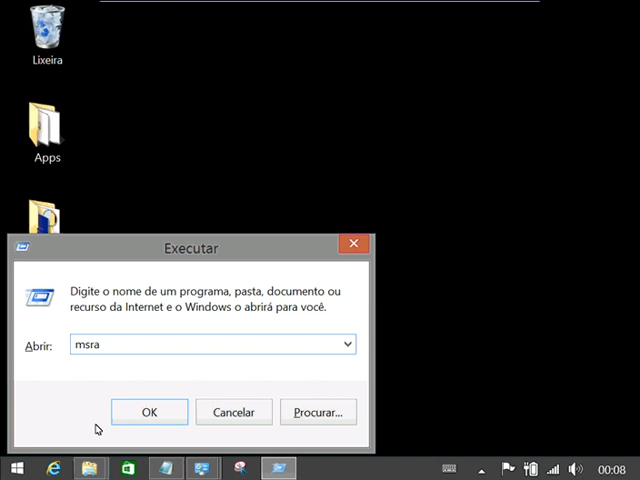 Lixeira
Apps
Executar
Digite o nome de um programa, pasta, documento ou
recurso da Internet e o Windows o abrirá para você.
Abrir: msra
OK Cancelar Procurar...
00:08